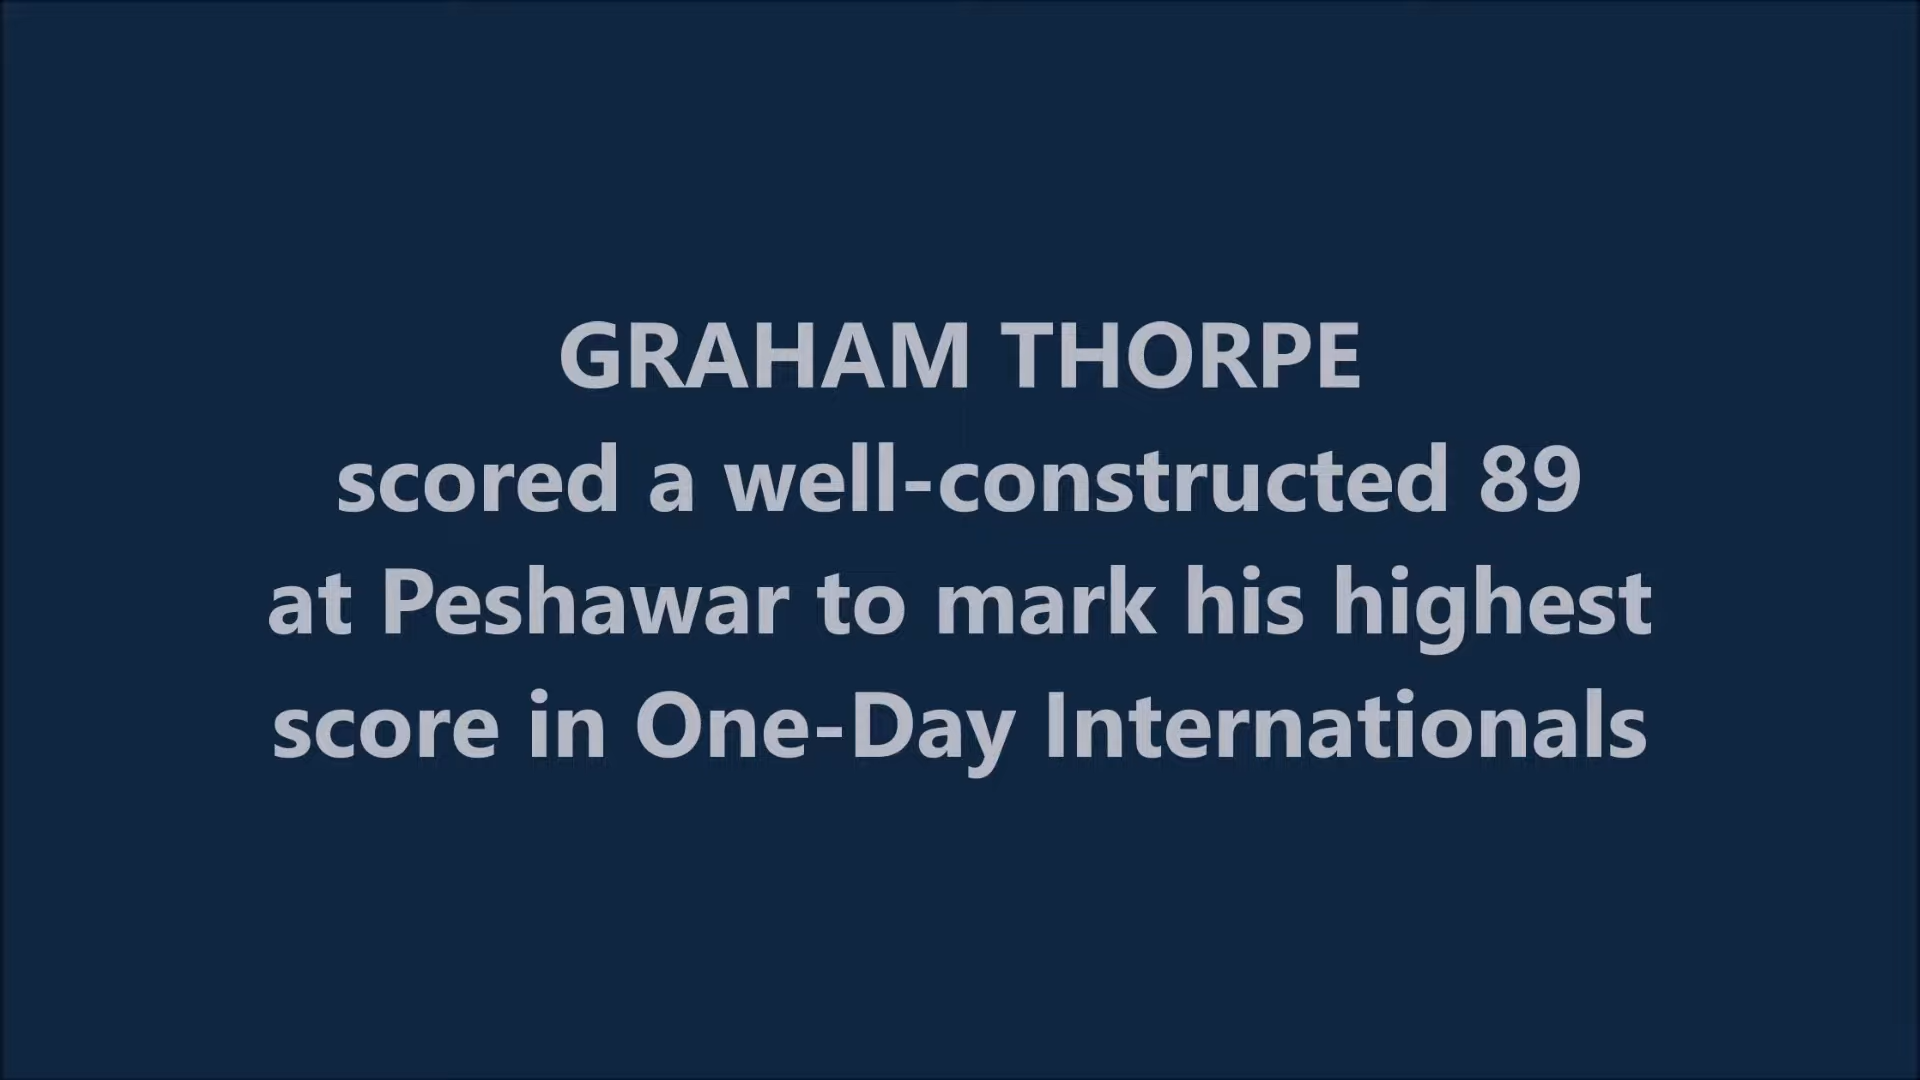 GRAHAM THORPE
scored a well-constructed 89
at Peshawar to mark his highest
score in One-Day Internationals